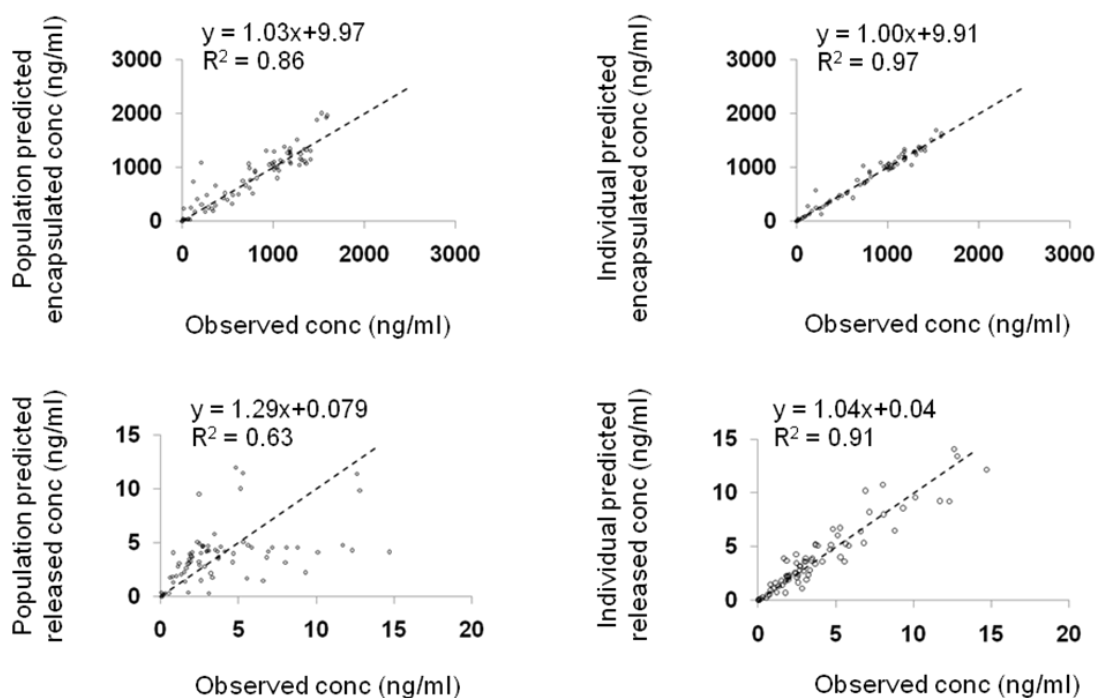 y = 1.03x+9.97
R² = 0.86
Population predicted
encapsulated conc (ng/ml)
3000
2000
1000
0
0 1000 2000 3000
Observed conc (ng/ml)
y = 1.00x+9.91
R² = 0.97
Individual predicted
encapsulated conc (ng/ml)
3000
2000
1000
0
0 1000 2000 3000
Observed conc (ng/ml)
y = 1.29x+0.079
R² = 0.63
Population predicted
released conc (ng/ml)
15
10
5
0
0 5 10 15 20
Observed conc (ng/ml)
y = 1.04x+0.04
R² = 0.91
Individual predicted
released conc (ng/ml)
15
10
5
0
0 5 10 15 20
Observed conc (ng/ml)